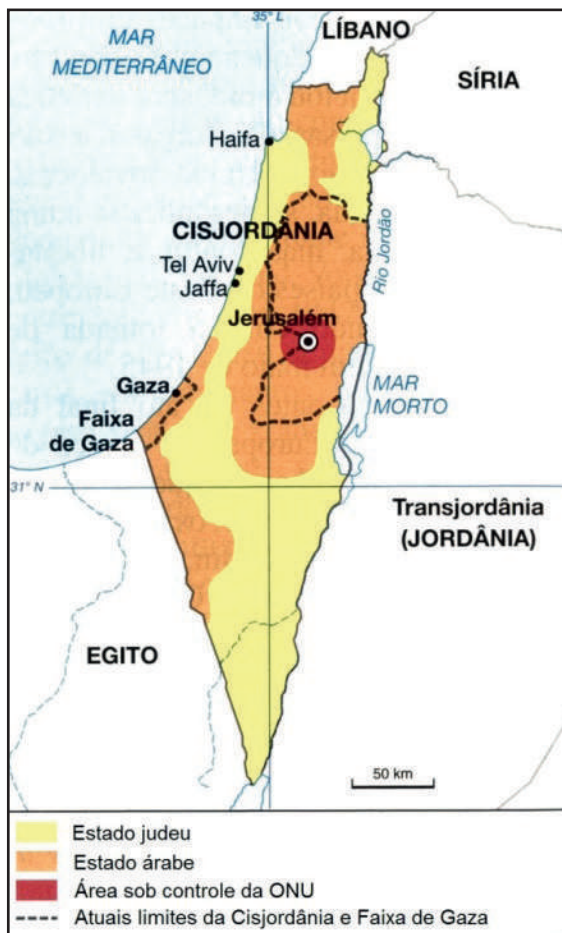 35° L
LÍBANO
MAR
MEDITERRÂNEO
SÍRIA
Haifa
CISJORDÂNIA
Rio Jordão
Tel Aviv
Jaffa
Jerusalém
Gaza
MAR
MORTO
Faixa
de Gaza
31° N
Transjordânia
(JORDÂNIA)
EGITO
50 km
Estado judeu
Estado árabe
Área sob controle da ONU
Atuais limites da Cisjordânia e Faixa de Gaza